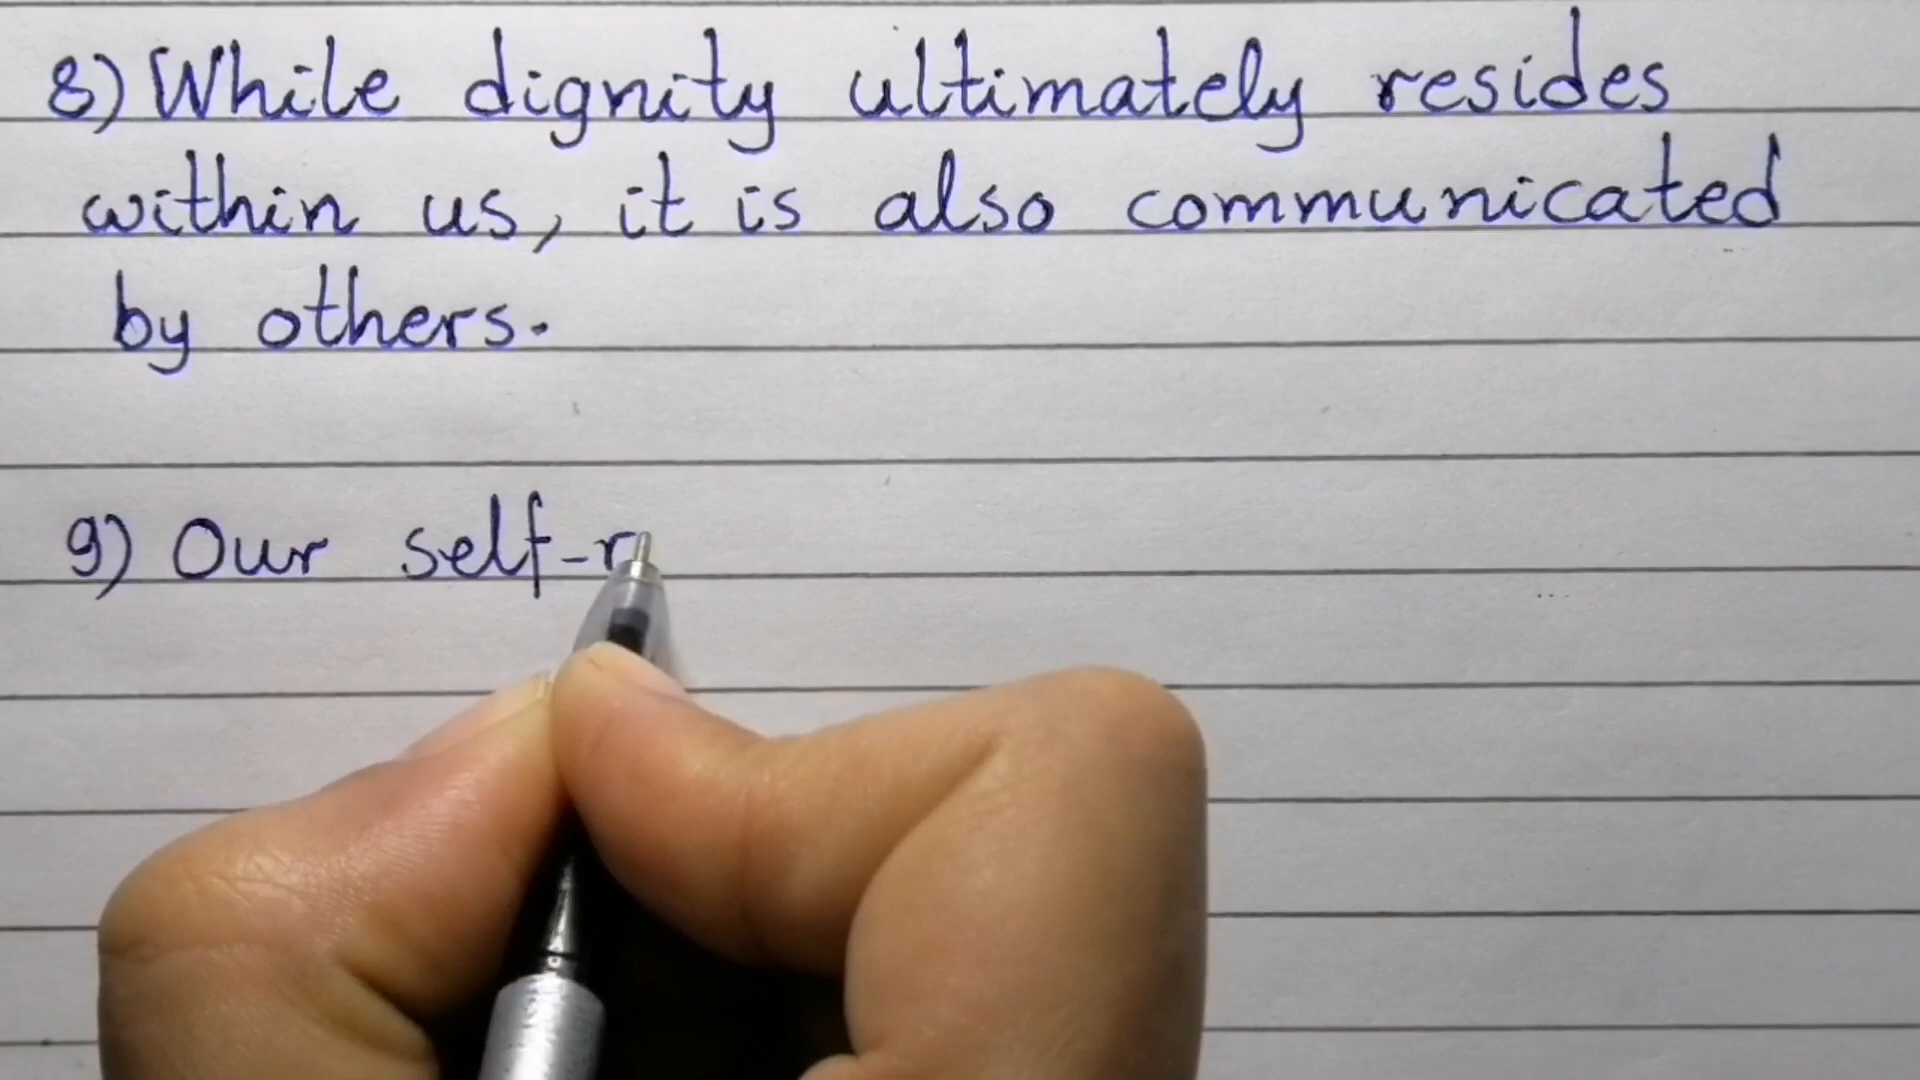 8) While dignity ultimately resides
within us, it is also communicated
by others.
9) Our self-r